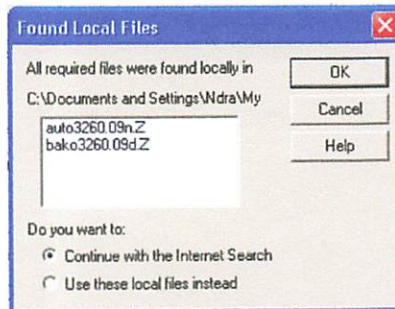 Found Local Files
All required files were found locally in
C:\Documents and Settings\Ndra\My
auto3260.09n.Z
bako3260.09d.Z
Do you want to:
Continue with the Internet Search
Use these local files instead
OK
Cancel
Help